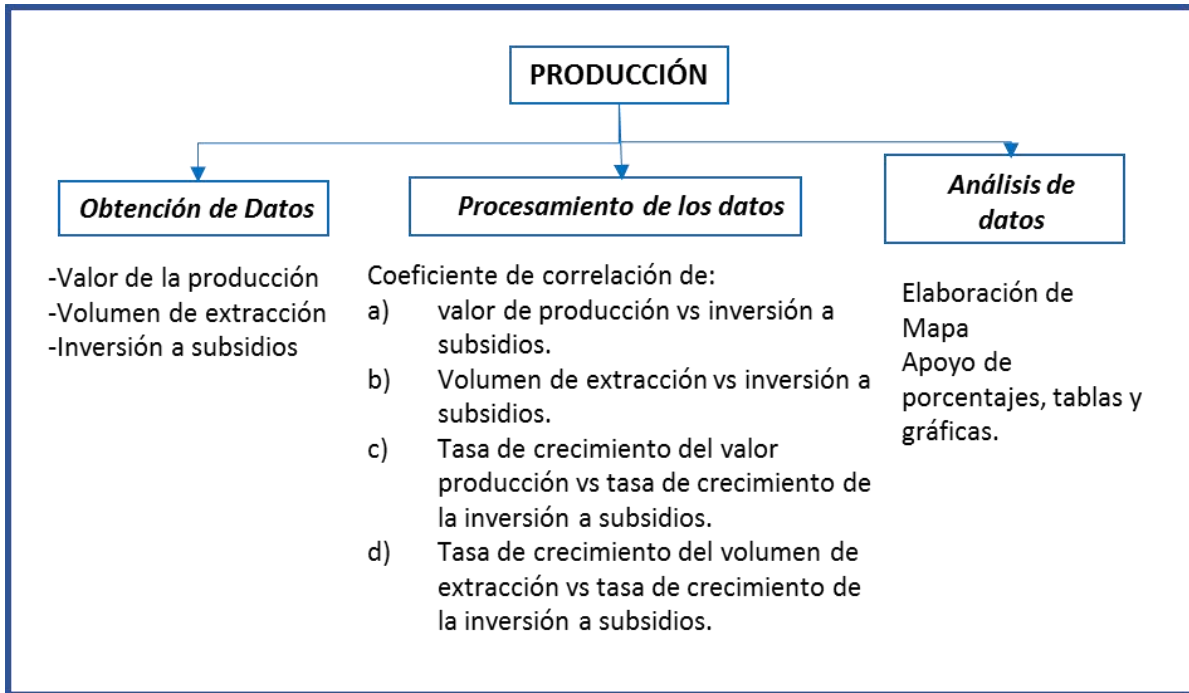 PRODUCCIÓN
Obtención de Datos
-Valor de la producción
-Volumen de extracción
-Inversión a subsidios
Procesamiento de los datos
Coeficiente de correlación de:
a) valor de producción vs inversión a
subsidios.
b) Volumen de extracción vs inversión a
subsidios.
c) Tasa de crecimiento del valor
producción vs tasa de crecimiento de
la inversión a subsidios.
d) Tasa de crecimiento del volumen de
extracción vs tasa de crecimiento de
la inversión a subsidios.
Análisis de
datos
Elaboración de
Mapa
Apoyo de
porcentajes, tablas y
gráficas.